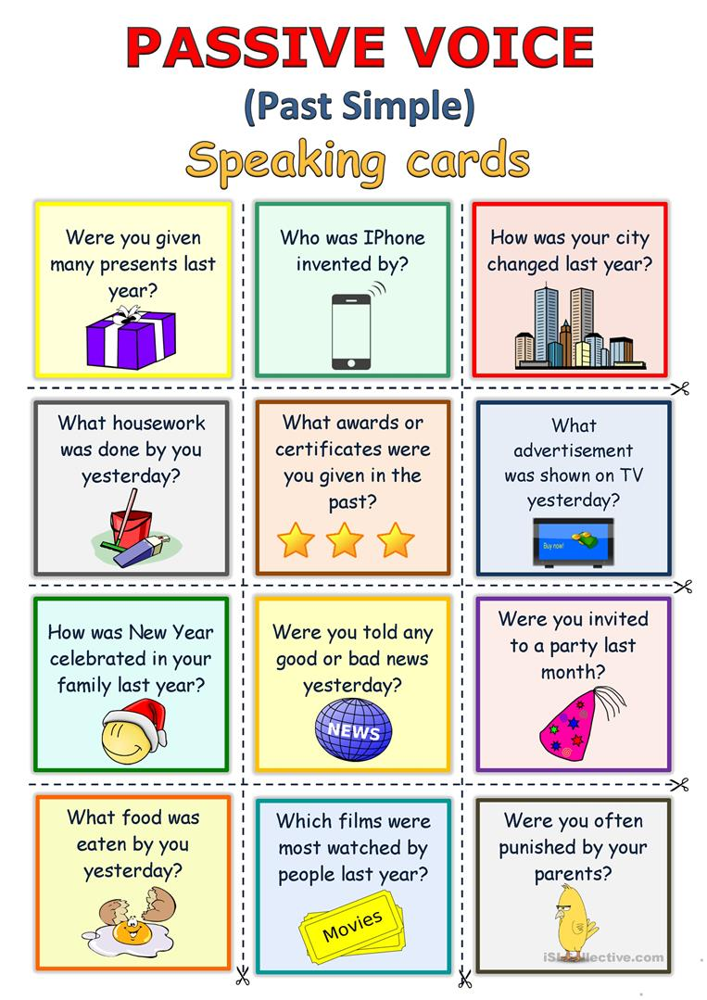 PASSIVE VOICE
(Past Simple)
Speaking cards
Were you given
many presents last
year?
Who was IPhone
invented by?
How was your city
changed last year?
What housework
was done by you
yesterday?
What awards or
certificates were
you given in the
past?
What
advertisement
was shown on TV
yesterday?
Buy now!
How was New Year
celebrated in your
family last year?
Were you told any
good or bad news
yesterday?
NEWS
Were you invited
to a party last
month?
What food was
eaten by you
yesterday?
Which films were
most watched by
people last year?
Movies
Were you often
punished by your
parents?
iSLCollective.com